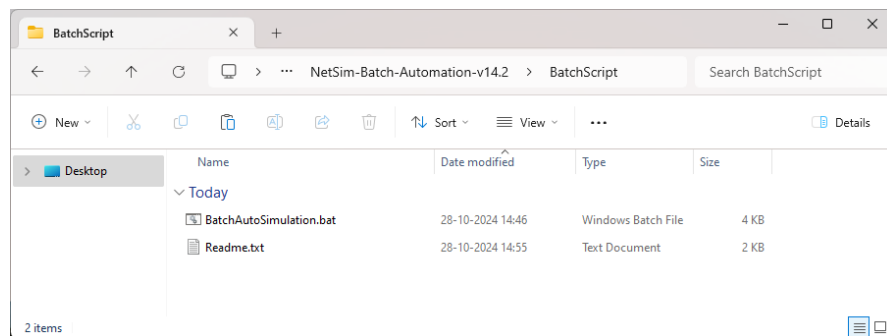 BatchScript
NetSim-Batch-Automation-v14.2 > BatchScript Search BatchScript
New Sort View Details
Desktop
Name Date modified Type Size
Today
BatchAutoSimulation.bat 28-10-2024 14:46 Windows Batch File 4 KB
Readme.txt 28-10-2024 14:55 Text Document 2 KB
2 items